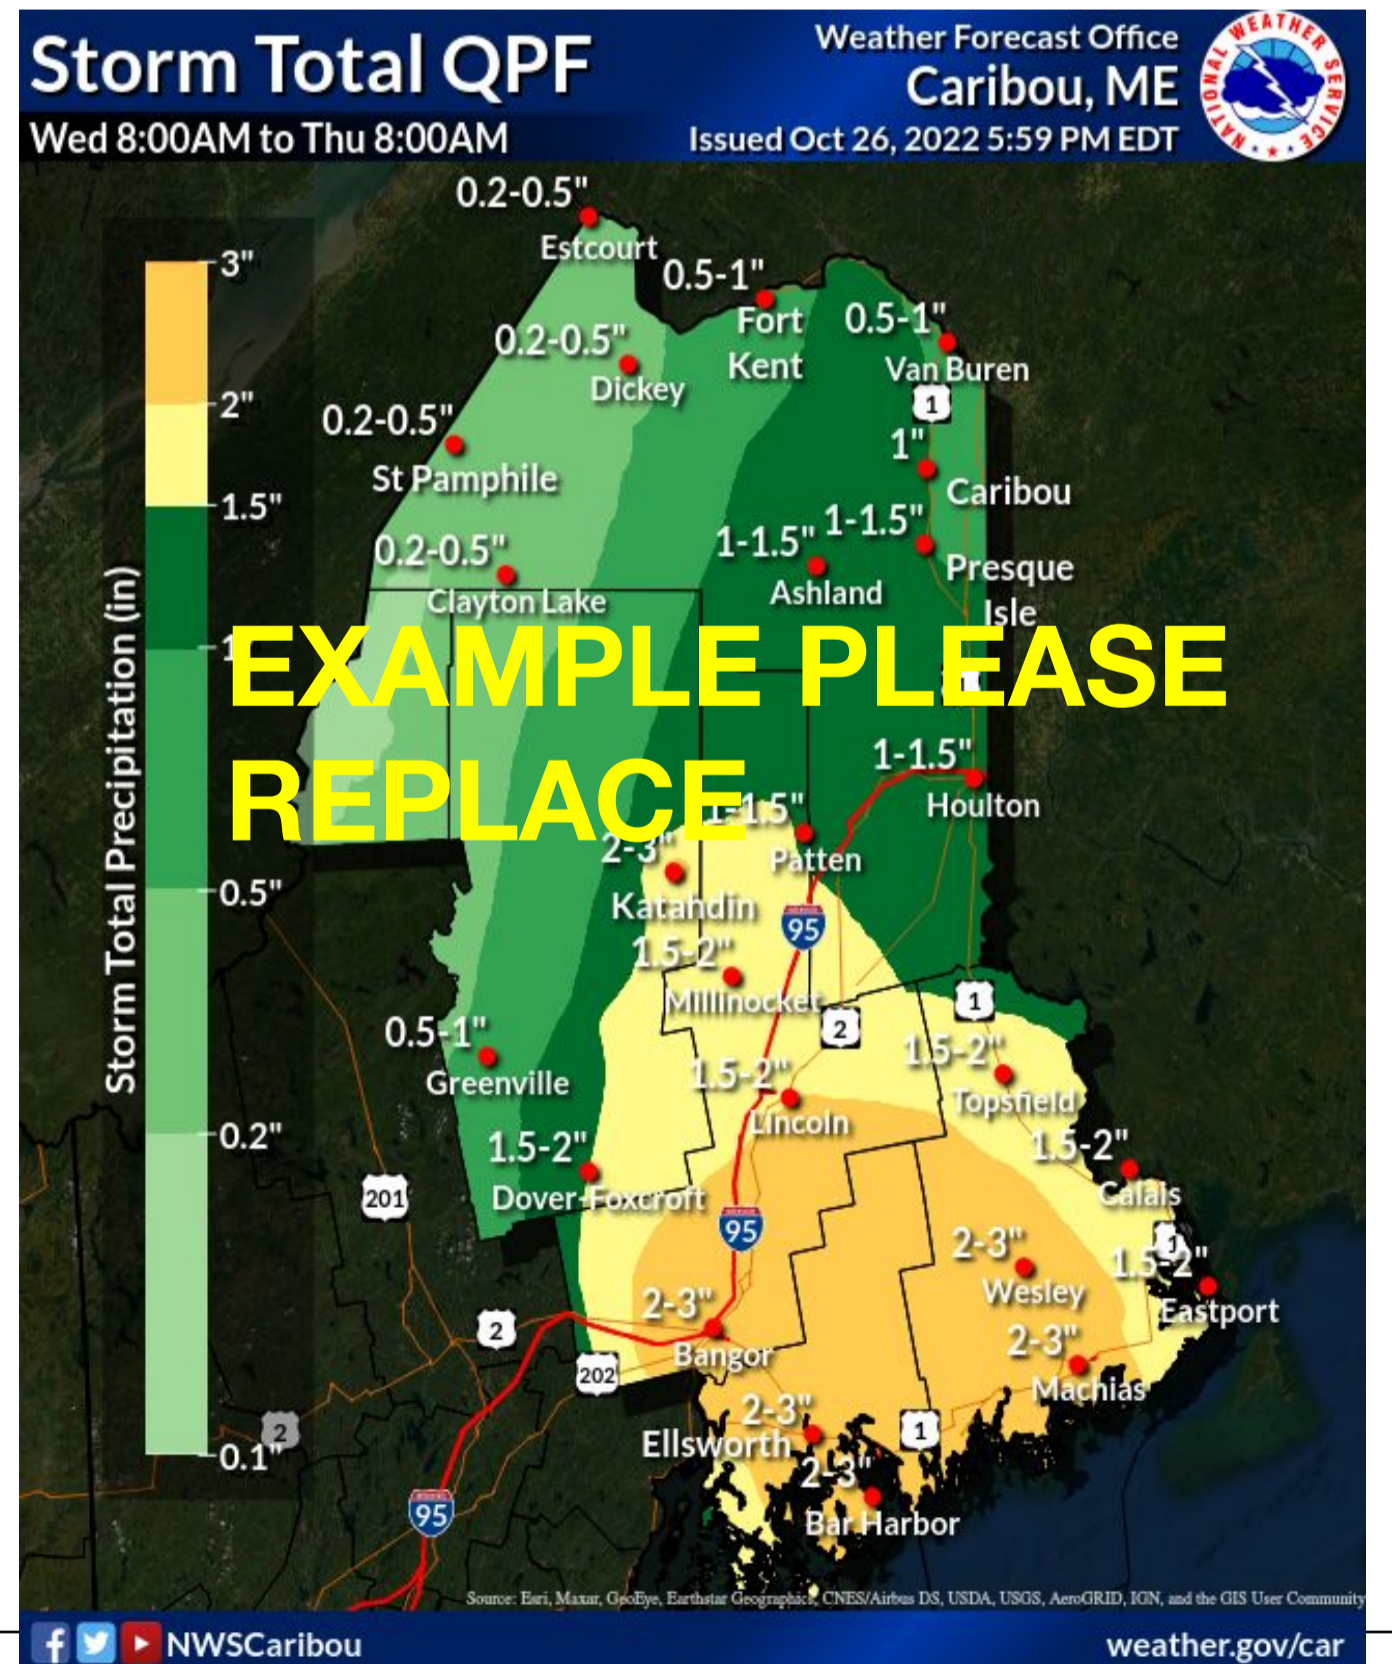 Storm Total QPF
Wed 8:00AM to Thu 8:00AM
Weather Forecast Office
Caribou, ME
Issued Oct 26, 2022 5:59 PM EDT
NATIONAL WEATHER SERVICE
0.2-0.5"
Estcourt
0.5-1"
Fort
Kent
0.5-1"
Van Buren
0.2-0.5"
Dickey
1
0.2-0.5"
St Pamphile
1"
Caribou
1-1.5"
Presque
Isle
1-1.5"
Ashland
0.2-0.5"
Clayton Lake
EXAMPLE PLEASE
REPLACE
1-1.5"
Houlton
1-1.5"
Patten
2-3"
Katahdin
95
1.5-2"
Millinocket
1
2
0.5-1"
Greenville
1.5-2"
Topsfield
1.5-2"
Lincoln
1.5-2"
Dover-Foxcroft
1.5-2"
Calais
201
95
1
2-3"
Wesley
1.5-2"
Eastport
2-3"
Bangor
2
202
2-3"
Machias
2-3"
Ellsworth
1
2
2-3"
Bar Harbor
95
Storm Total Precipitation (in)
3"
2"
1.5"
1
0.5"
0.2"
0.1"
Source: Esri, Maxar, GeoEye, Earthstar Geographics, CNES/Airbus DS, USDA, USGS, AeroGRID, IGN, and the GIS User Community
NWSCaribou
weather.gov/car